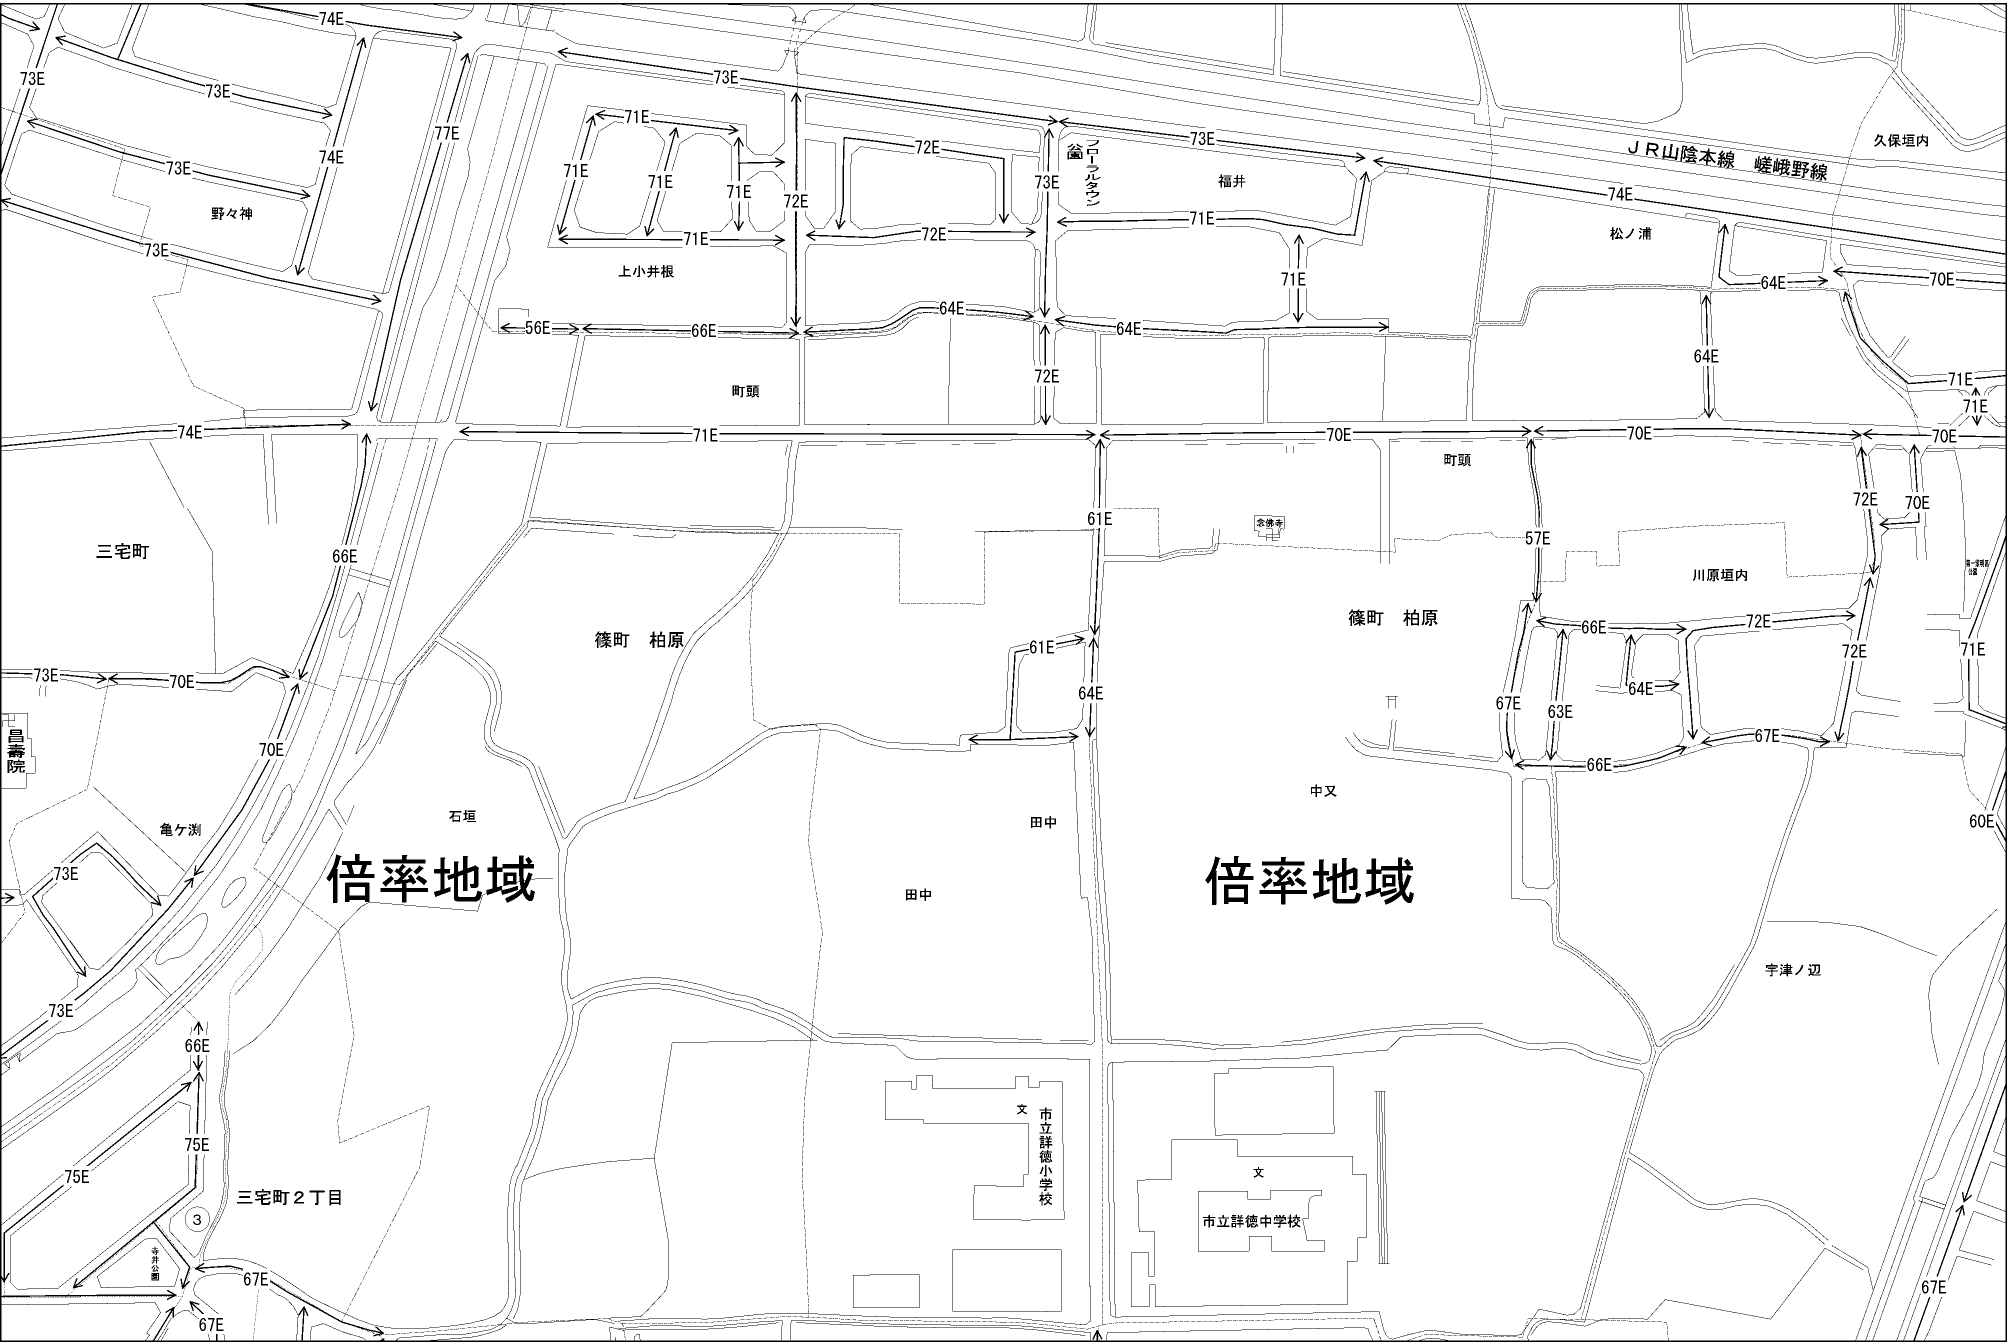 74E
73E
73E
73E
77E
71E
72E
73E
ＪＲ山陰本線　嵯峨野線
久保垣内
74E
73E
71E
71E
71E
72E
73E
フローラルタウン
公園
福井
74E
野々神
71E
72E
71E
松ノ浦
73E
上小井根
71E
64E
70E
56E
66E
64E
64E
64E
町頭
72E
71E
71E
74E
71E
70E
70E
70E
町頭
72E
70E
61E
念佛寺
57E
三宅町
66E
川原垣内
篠町　柏原
篠町　柏原
66E
72E
61E
72E
71E
73E
70E
64E
67E
63E
64E
昌壽院
70E
66E
67E
亀ケ渕
石垣
田中
中又
60E
73E
倍率地域
倍率地域
田中
宇津ノ辺
73E
66E
75E
75E
文
市立詳徳小学校
文
市立詳徳中学校
三宅町２丁目
3
寺井公園
67E
67E
67E